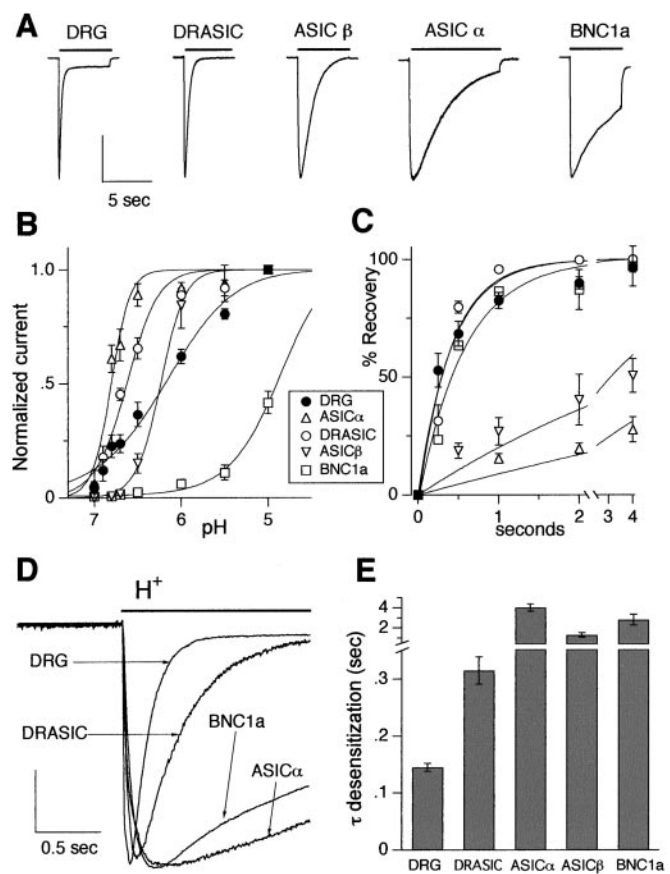 A
DRG DRASIC ASIC β ASIC α BNC1a
5 sec
B
Normalized current
1.0
.5
0
7 6 5
pH
DRG
ASICα
DRASIC
ASICβ
BNC1a
C
% Recovery
100
50
0
0 1 2 3 4
seconds
D
H+
DRG
DRASIC
BNC1a
ASICα
0.5 sec
E
τ desensitization (sec)
4
2
.3
.2
.1
0
DRG DRASIC ASICα ASICβ BNC1a